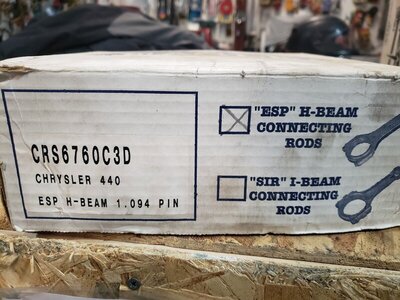 CRS6760C3D
CHRYSLER 440
ESP H-BEAM 1.094 PIN
"ESP" H-BEAM
CONNECTING
RODS
"SIR" I-BEAM
CONNECTING
RODS